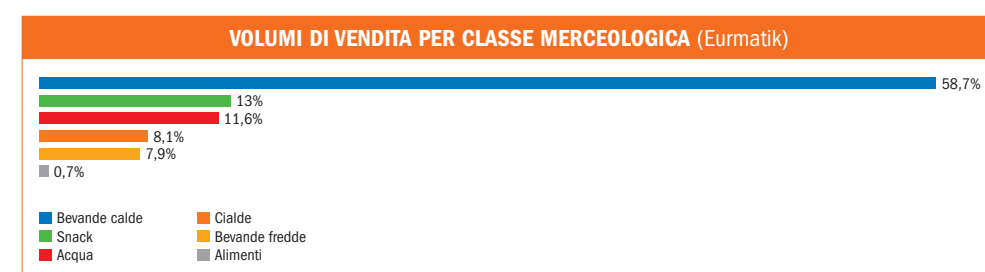 VOLUMI DI VENDITA PER CLASSE MERCEOLOGICA (Eurmatik)
58,7%
13%
11,6%
8,1%
7,9%
0,7%
Bevande calde
Snack
Acqua
Cialde
Bevande fredde
Alimenti